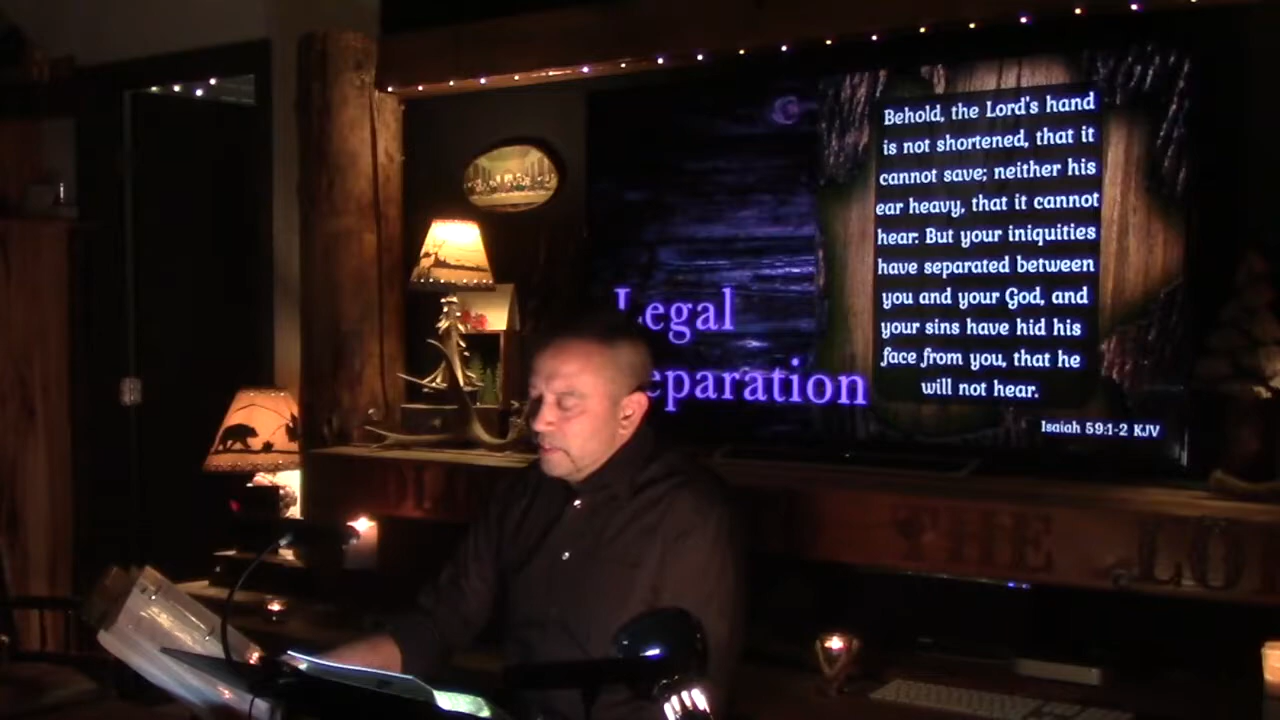 Legal
eparation
Behold, the Lord's hand
is not shortened, that it
cannot save; neither his
ear heavy, that it cannot
hear: But your iniquities
have separated between
you and your God, and
your sins have hid his
face from you, that he
will not hear.
Isaiah 59:1-2 KJV
THE LO